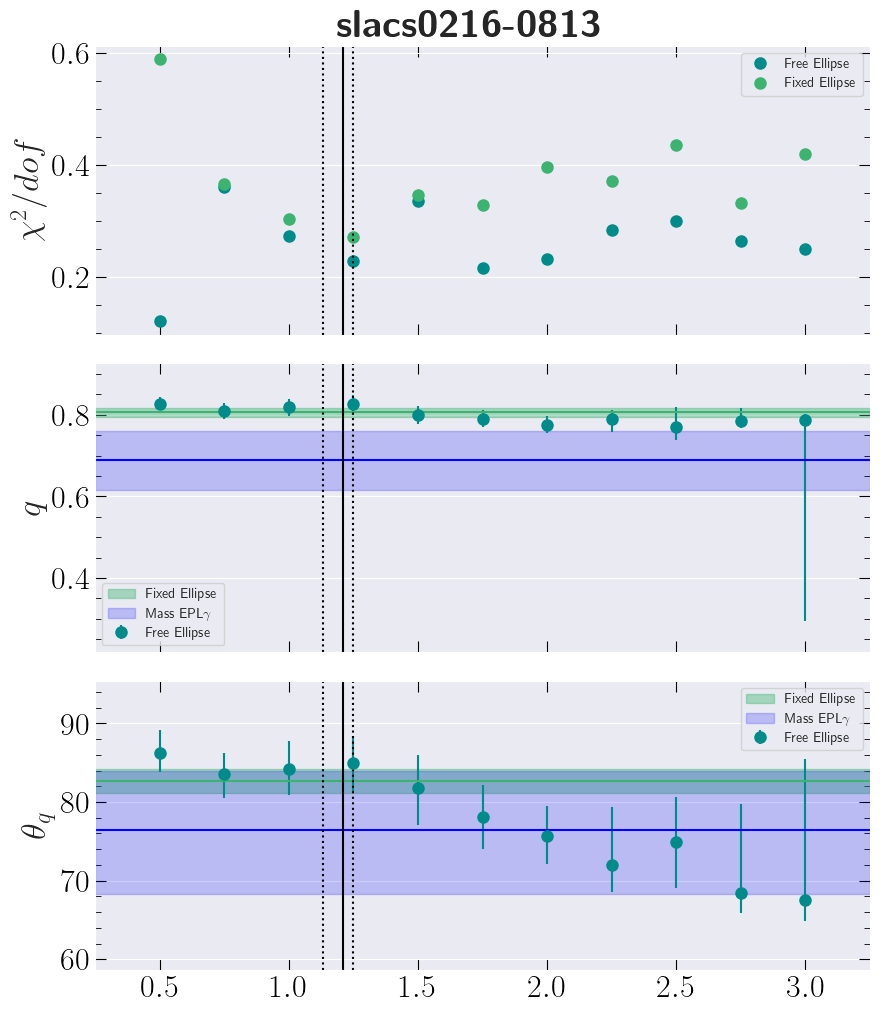 slacs0216-0813
0.6
0.4
0.2
χ²/dof
Free Ellipse
Fixed Ellipse
0.8
0.6
0.4
q
Fixed Ellipse
Mass EPLγ
Free Ellipse
90
80
70
60
θq
Fixed Ellipse
Mass EPLγ
Free Ellipse
0.5 1.0 1.5 2.0 2.5 3.0